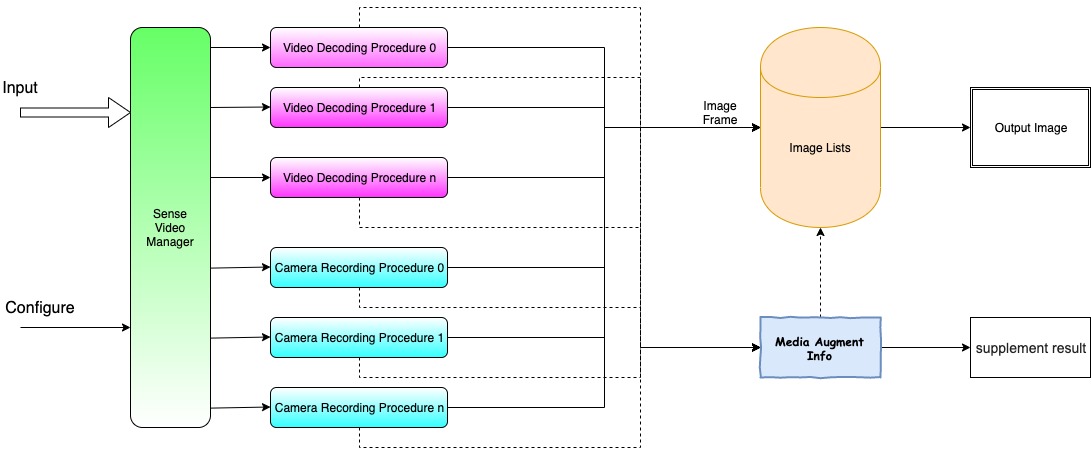 Input
Configure
Sense
Video
Manager
Video Decoding Procedure 0
Video Decoding Procedure 1
Video Decoding Procedure n
Camera Recording Procedure 0
Camera Recording Procedure 1
Camera Recording Procedure n
Image
Frame
Image Lists
Output Image
Media Augment
Info
supplement result